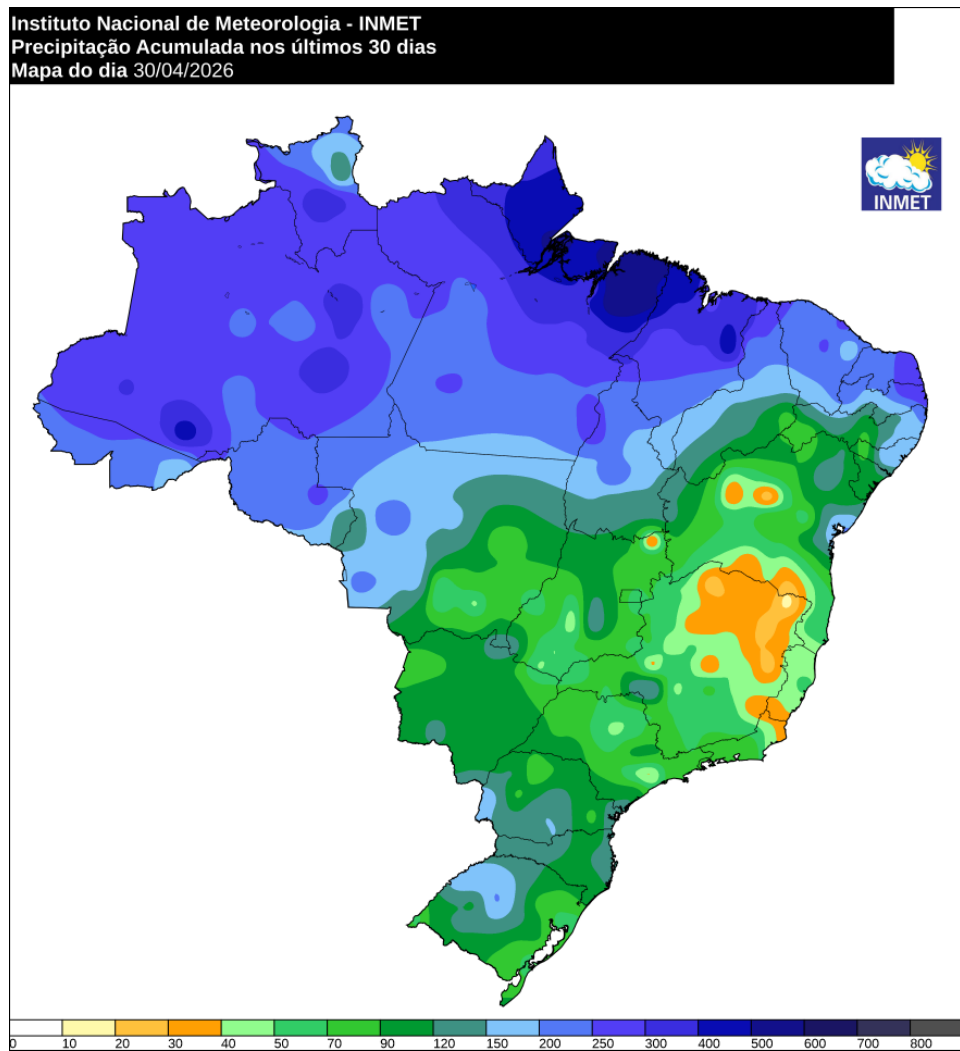 Instituto Nacional de Meteorologia - INMET
Precipitação Acumulada nos últimos 30 dias
Mapa do dia 30/04/2026
INMET
0 10 20 30 40 50 70 90 120 150 200 250 300 400 500 600 700 800